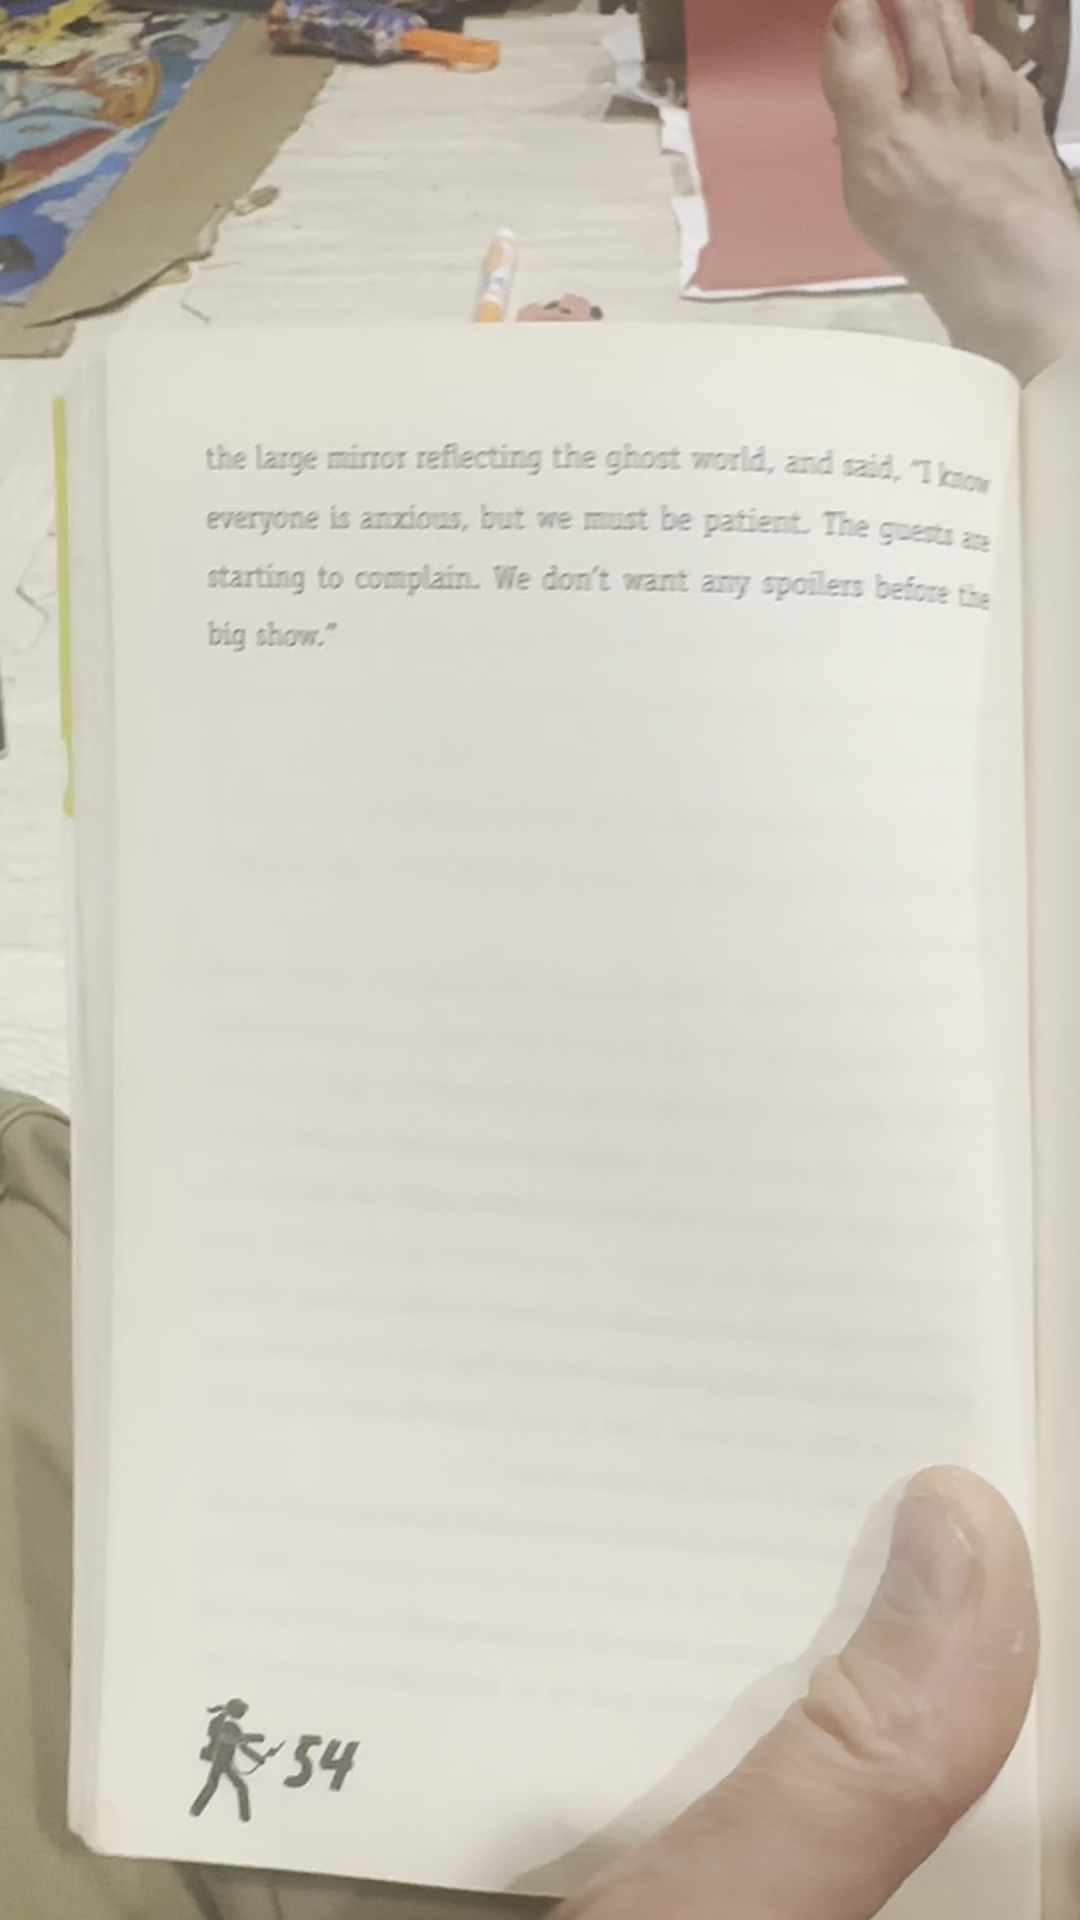 the large mirror reflecting the ghost world, and said, “I know
everyone is anxious, but we must be patient. The guests are
starting to complain. We don’t want any spoilers before the
big show.”
54